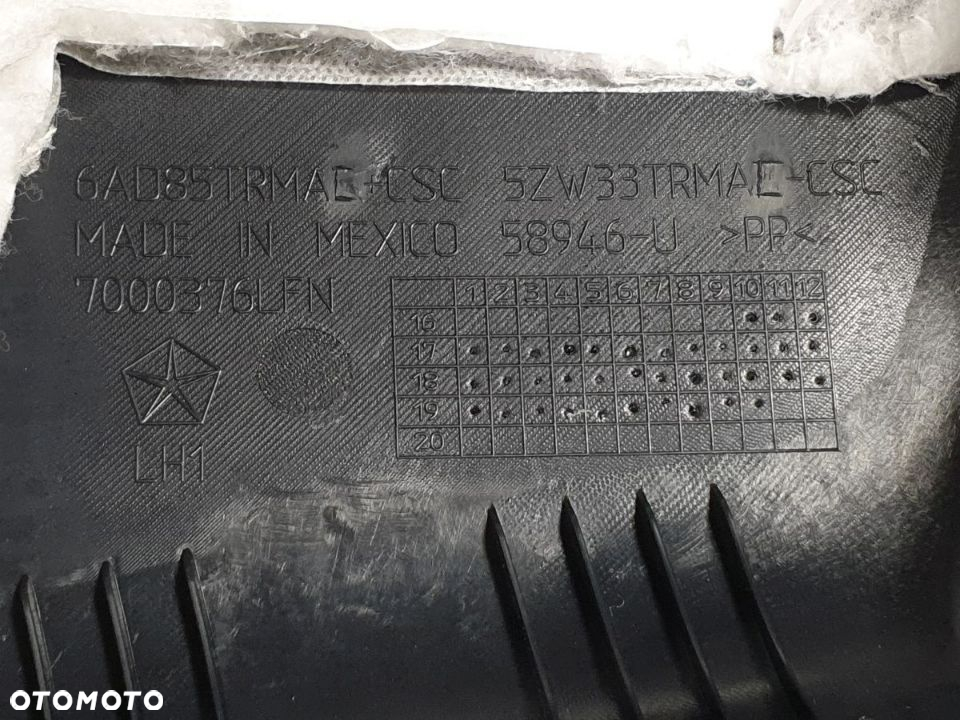 6AD85TRMAE-CSC 5ZW33TRMAE-CSC
MADE IN MEXICO 58946-U >PP<
7000376LFN
1 2 3 4 5 6 7 8 9 10 11 12
16
17
18
19
20
LH1
OTOMOTO